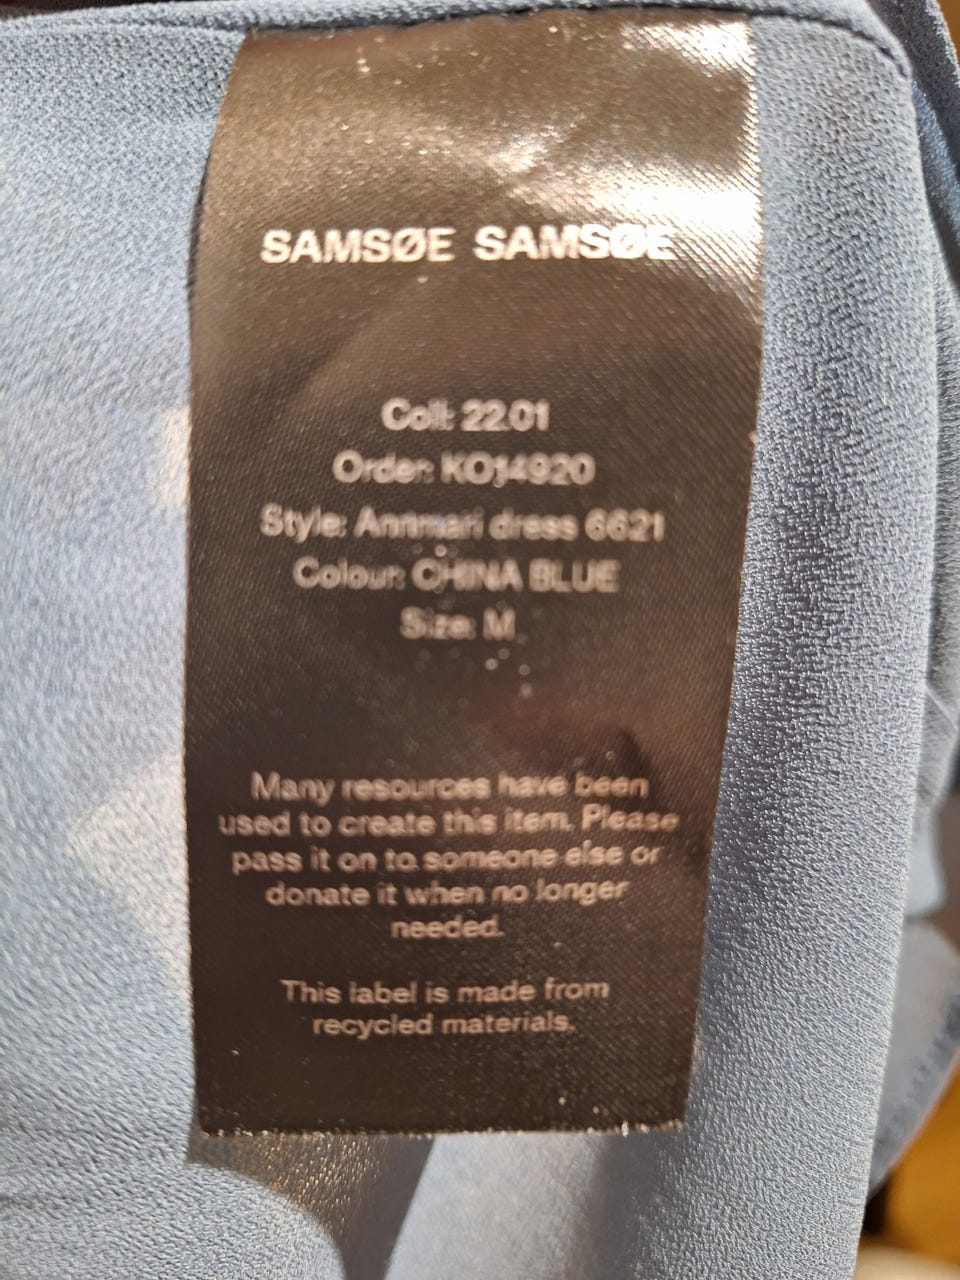 SAMSØE SAMSØE
Coll: 22.01
Order: KO14920
Style: Annmari dress 6621
Colour: CHINA BLUE
Size: M
Many resources have been
used to create this item. Please
pass it on to someone else or
donate it when no longer
needed.
This label is made from
recycled materials.